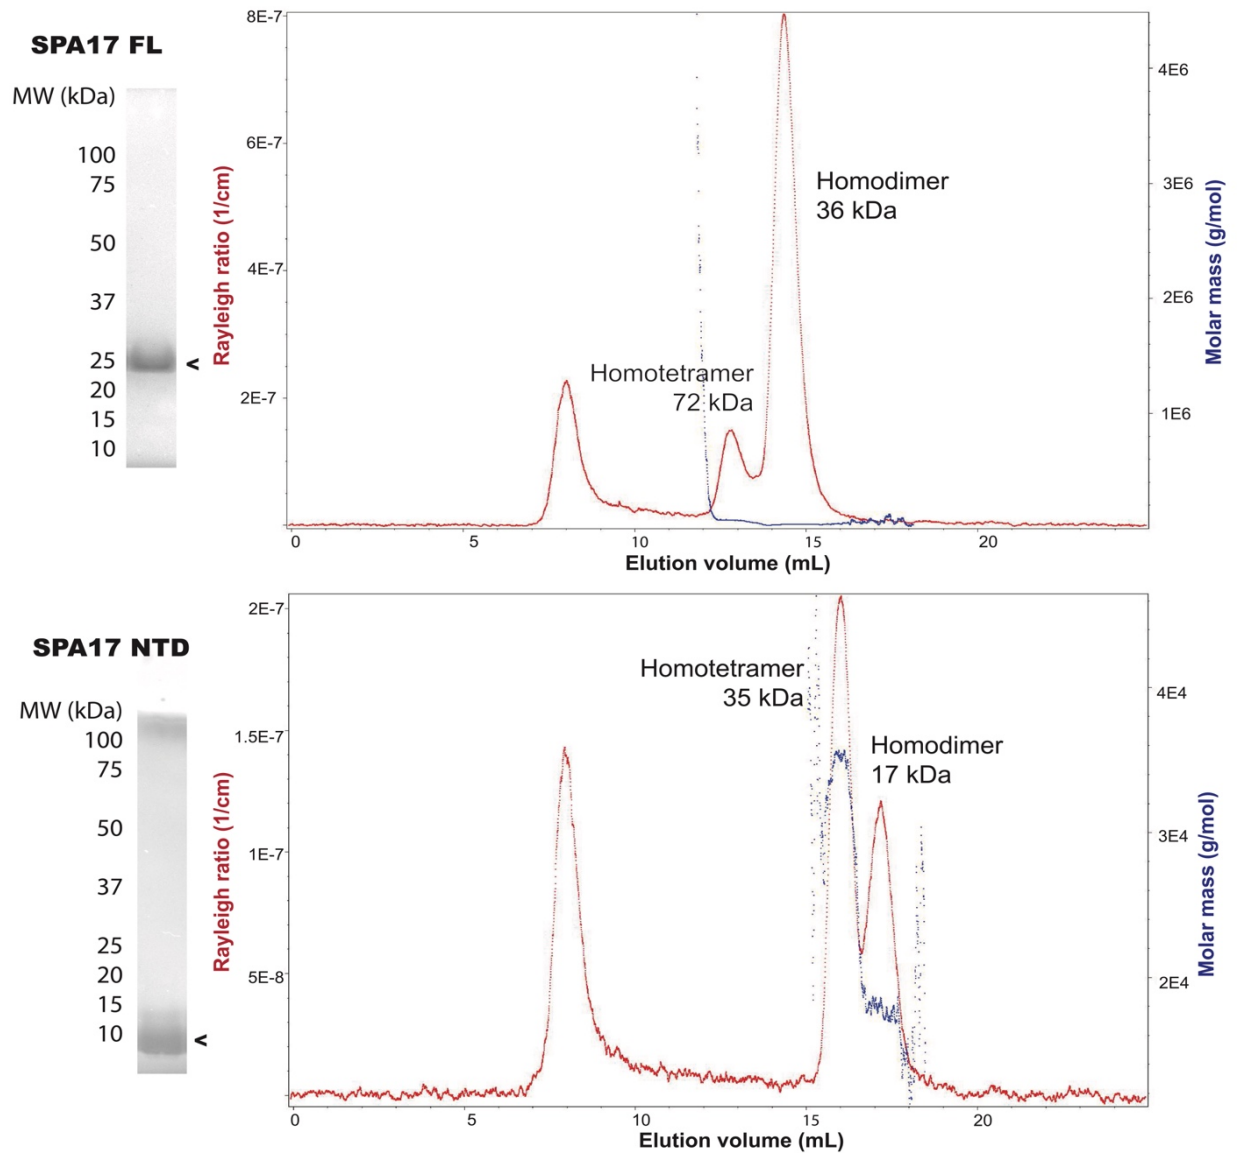 SPA17 FL
MW (kDa)
100
75
50
37
25
20
15
10
<
Rayleigh ratio (1/cm)
8E-7
6E-7
4E-7
2E-7
Homodimer
36 kDa
Homotetramer
72 kDa
4E6
3E6
2E6
1E6
Molar mass (g/mol)
0 5 10 15 20
Elution volume (mL)
SPA17 NTD
MW (kDa)
100
75
50
37
25
20
15
10
<
Rayleigh ratio (1/cm)
2E-7
1.5E-7
1E-7
5E-8
Homotetramer
35 kDa
Homodimer
17 kDa
4E4
3E4
2E4
Molar mass (g/mol)
0 5 10 15 20
Elution volume (mL)